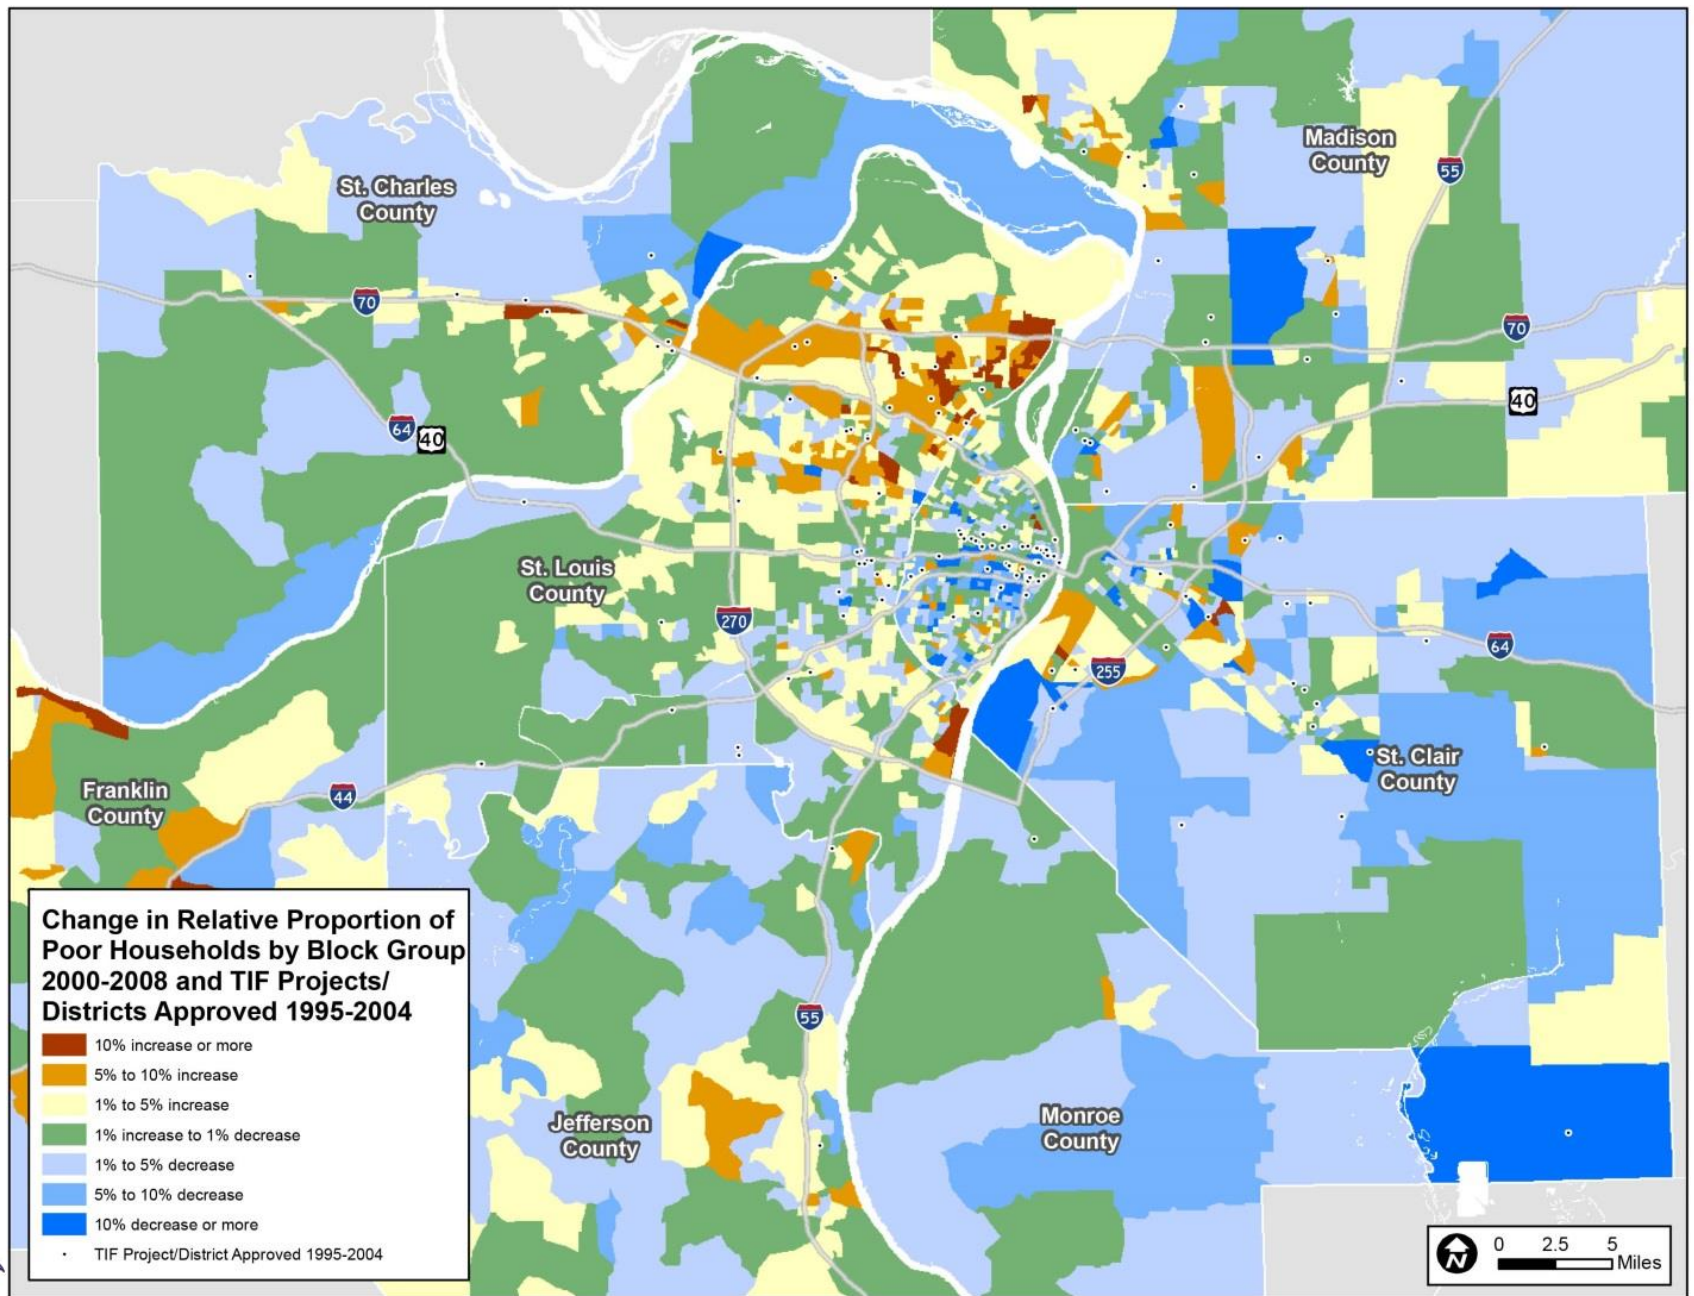 St. Charles
County
Madison
County
55
70
70
40
64
40
St. Louis
County
270
255
64
St. Clair
County
Franklin
County
44
Change in Relative Proportion of
Poor Households by Block Group
2000-2008 and TIF Projects/
Districts Approved 1995-2004
10% increase or more
5% to 10% increase
1% to 5% increase
1% increase to 1% decrease
1% to 5% decrease
5% to 10% decrease
10% decrease or more
TIF Project/District Approved 1995-2004
55
Jefferson
County
Monroe
County
N
0 2.5 5
Miles